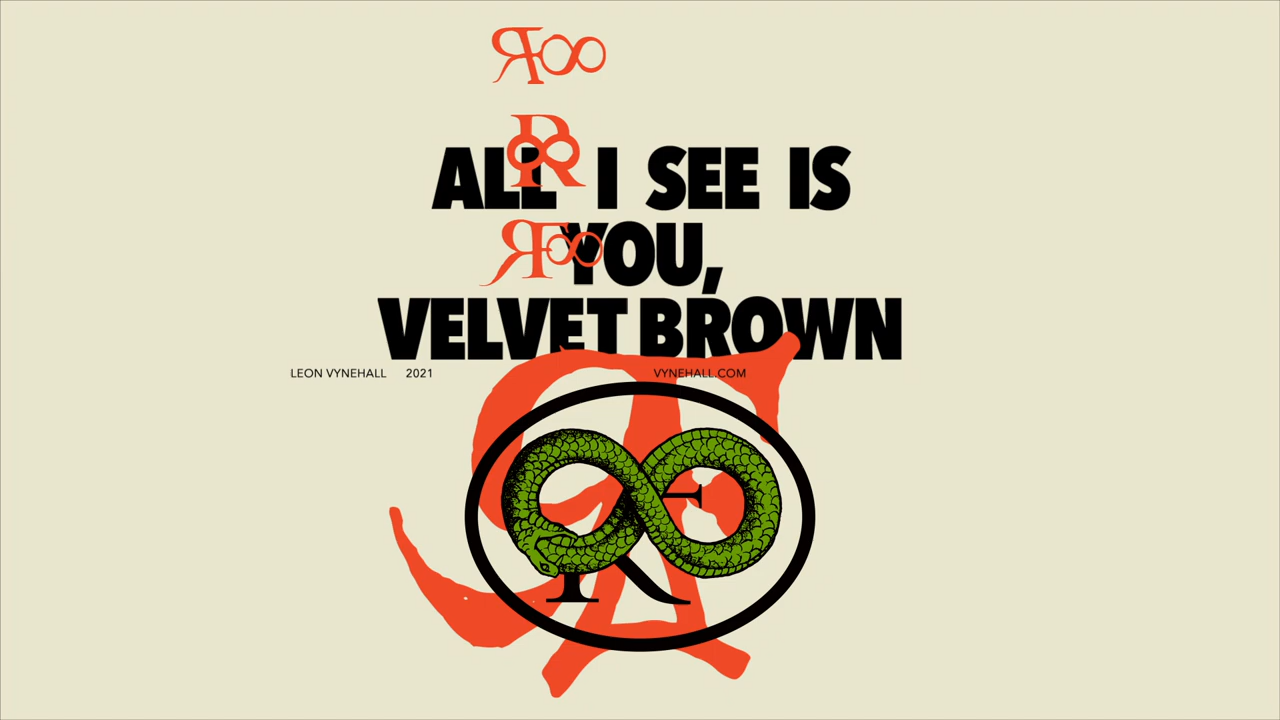 ALL I SEE IS
YOU,
VELVET BROWN
LEON VYNEHALL 2021 VYNEHALL.COM